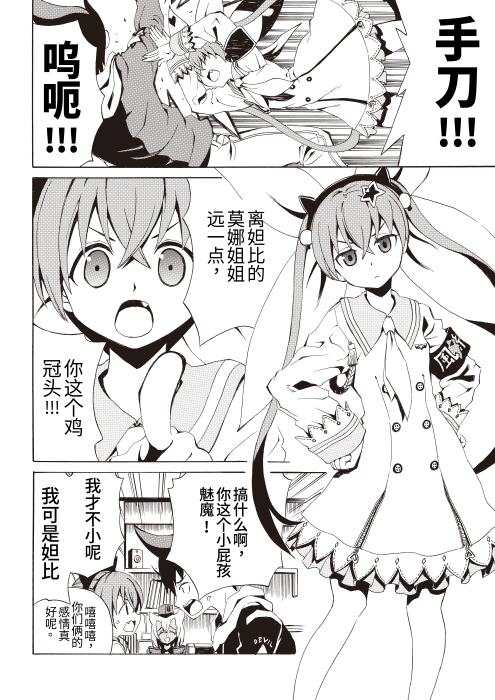 手刀!!!
呜呃!!!
离妲比的
莫娜姐姐
远一点，
你这个鸡
冠头!!!
風
搞什么啊，
你这个小屁孩
魅魔！
我才不小呢
我可是妲比
DEVIL
嘻嘻嘻，
你们俩的
感情真
好呢。